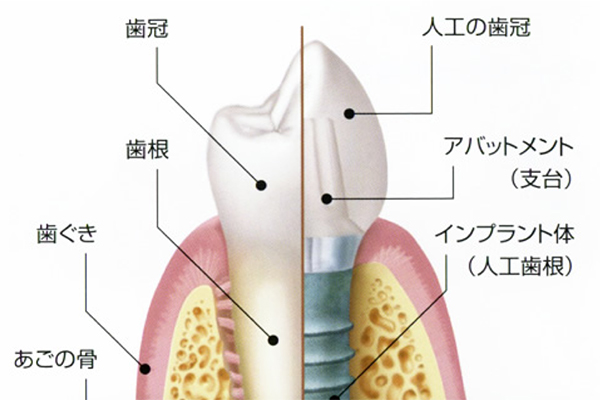 歯冠
歯根
歯ぐき
あごの骨
人工の歯冠
アバットメント
（支台）
インプラント体
（人工歯根）